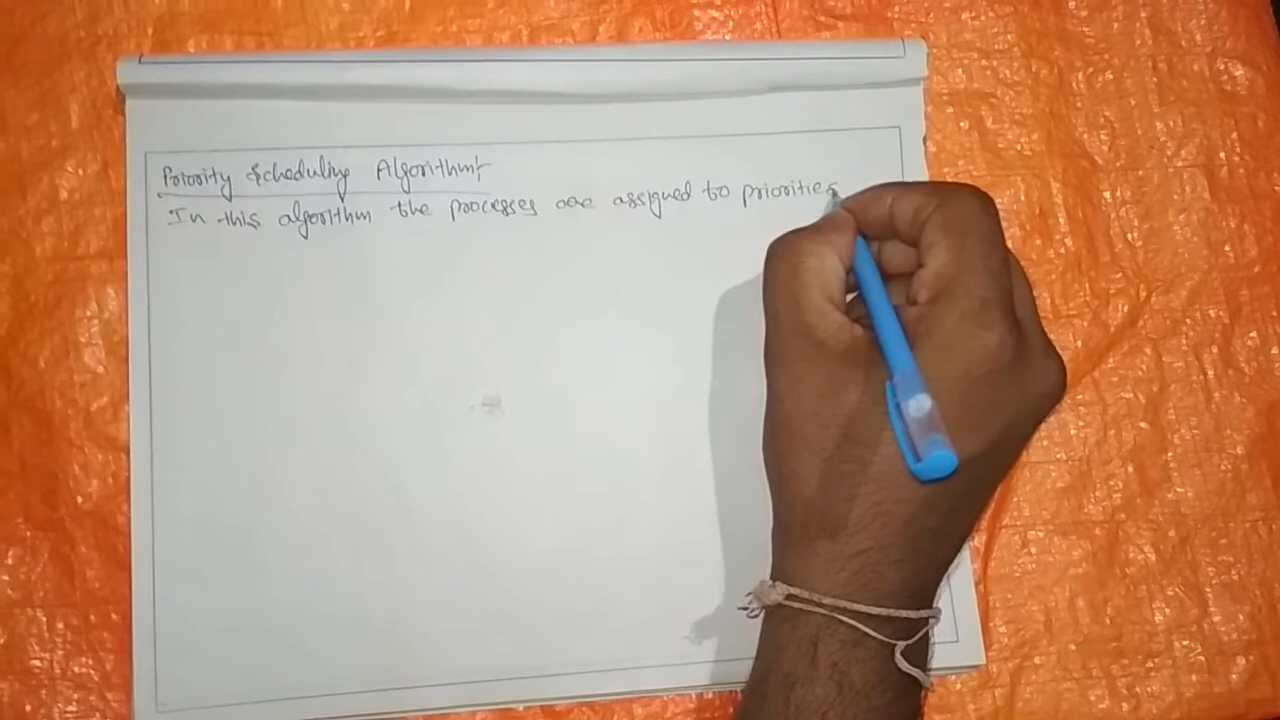 Priority Scheduling Algorithm:-
In this algorithm the processes are assigned to priorities